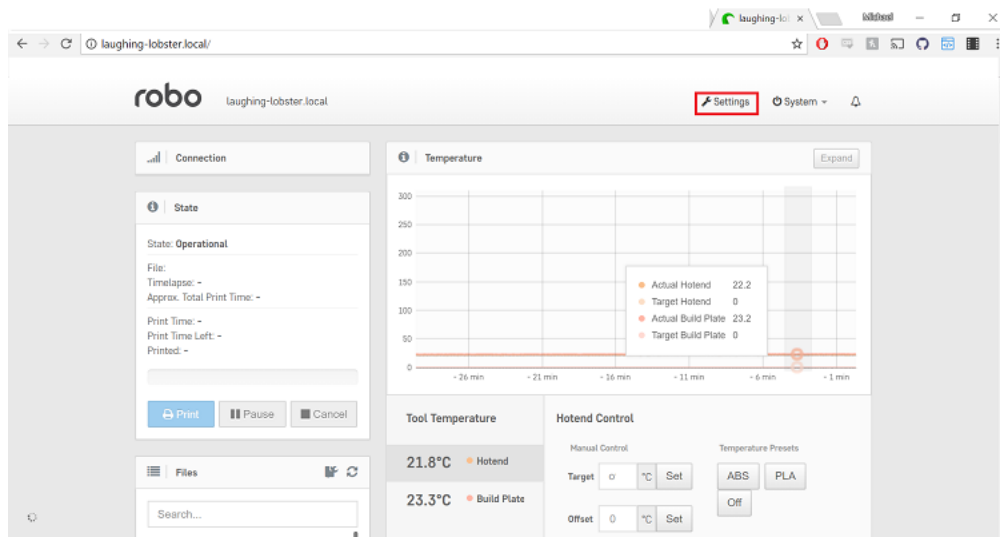 laughing-lo
Michael
laughing-lobster.local/
robo
laughing-lobster.local
Settings
System
Connection
State
State: Operational
File:
Timelapse: -
Approx. Total Print Time: -
Print Time: -
Print Time Left: -
Printed: -
Print
Pause
Cancel
Files
Search...
Temperature
Expand
300
250
200
150
100
50
0
Actual Hotend 22.2
Target Hotend 0
Actual Build Plate 23.2
Target Build Plate 0
- 26 min
- 21 min
- 16 min
- 11 min
- 6 min
- 1 min
Tool Temperature
21.8°C Hotend
23.3°C Build Plate
Hotend Control
Manual Control
Target 0 °C Set
Offset 0 °C Set
Temperature Presets
ABS PLA
Off